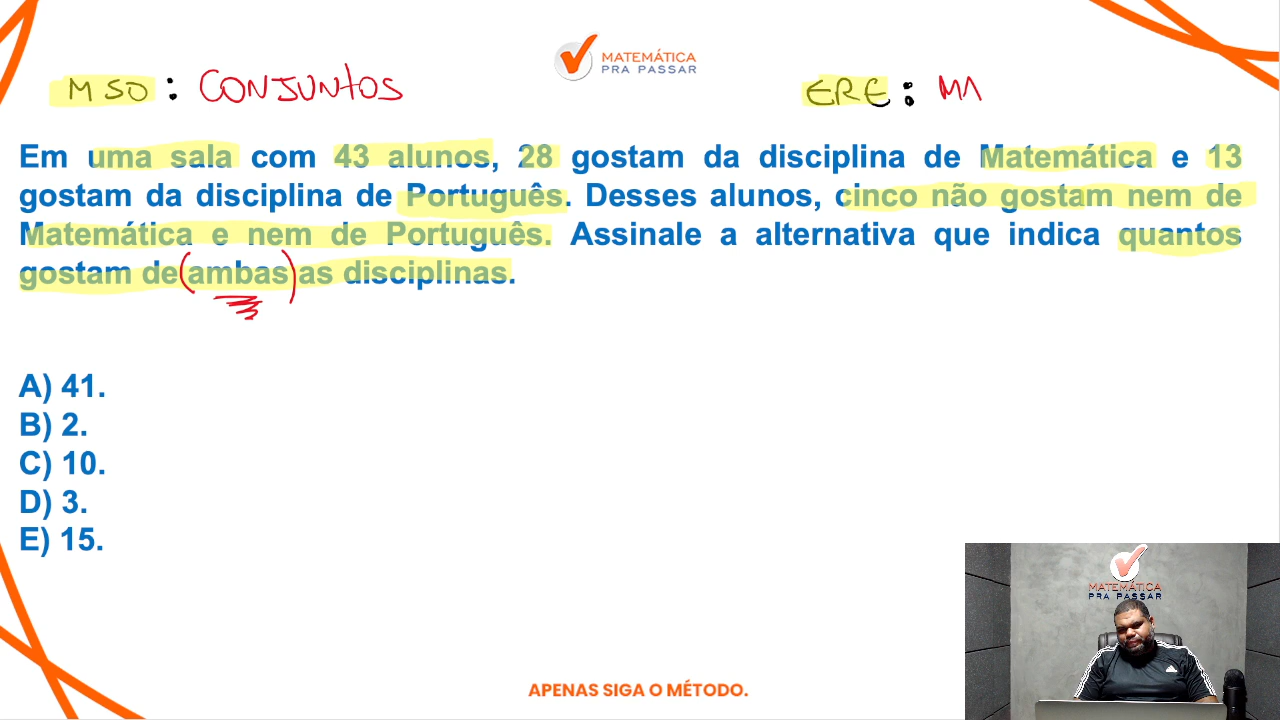 MATEMÁTICA
PRA PASSAR
MSO : CONJUNTOS
ERE : MA
Em uma sala com 43 alunos, 28 gostam da disciplina de Matemática e 13
gostam da disciplina de Português. Desses alunos, cinco não gostam nem de
Matemática e nem de Português. Assinale a alternativa que indica quantos
gostam de (ambas) as disciplinas.
A) 41.
B) 2.
C) 10.
D) 3.
E) 15.
MATEMÁTICA
PRA PASSAR
APENAS SIGA O MÉTODO.